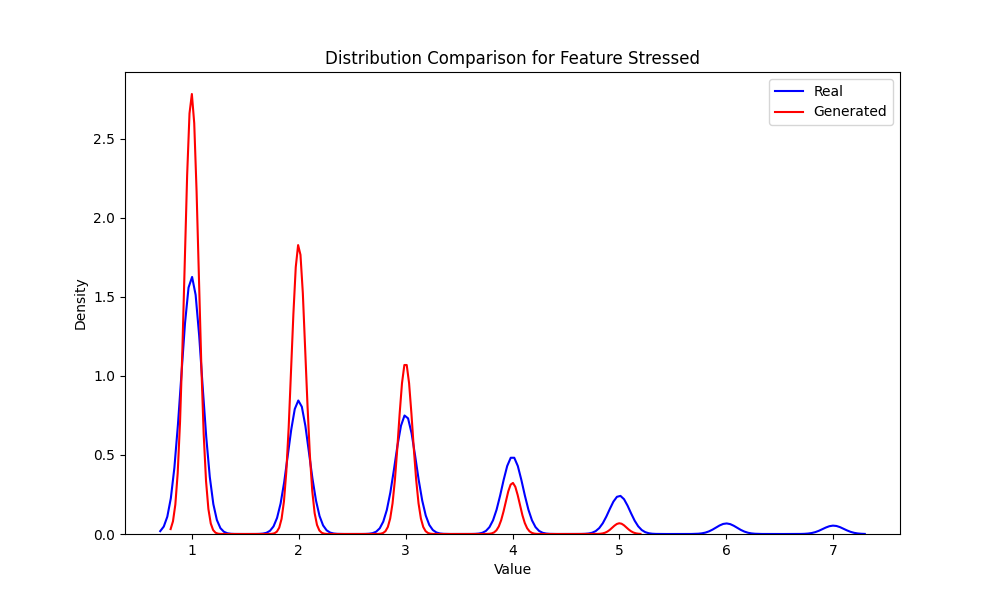 Distribution Comparison for Feature Stressed
Real
Generated
2.5
2.0
1.5
1.0
0.5
0.0
Density
1 2 3 4 5 6 7
Value